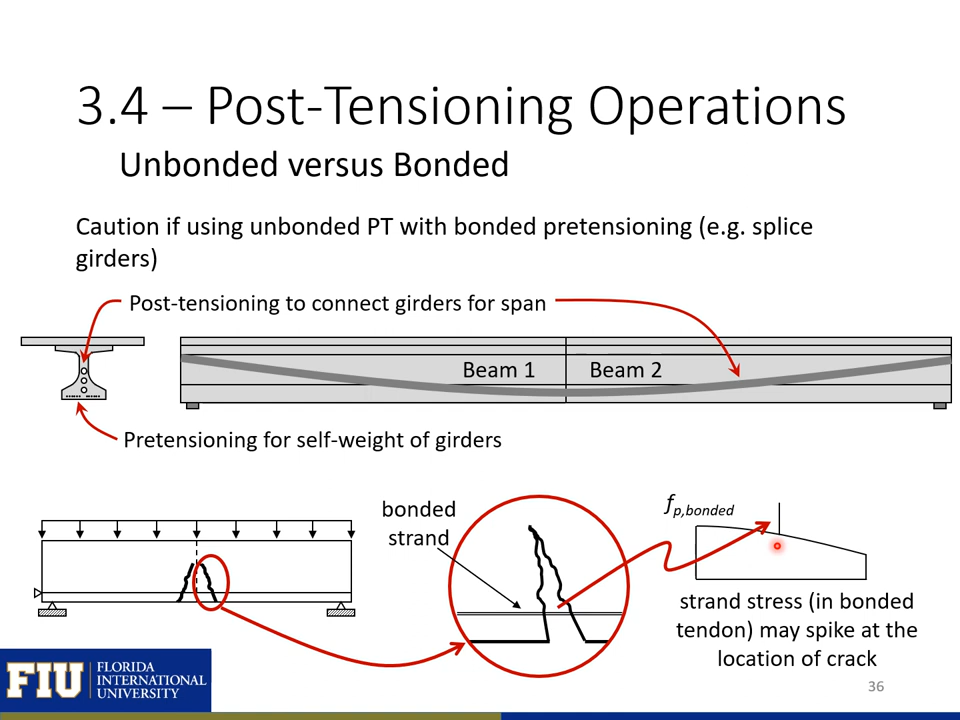 3.4 – Post-Tensioning Operations
Unbonded versus Bonded
Caution if using unbonded PT with bonded pretensioning (e.g. splice
girders)
Post-tensioning to connect girders for span
Beam 1
Beam 2
Pretensioning for self-weight of girders
bonded
strand
fp,bonded
strand stress (in bonded
tendon) may spike at the
location of crack
FIU
FLORIDA
INTERNATIONAL
UNIVERSITY
36